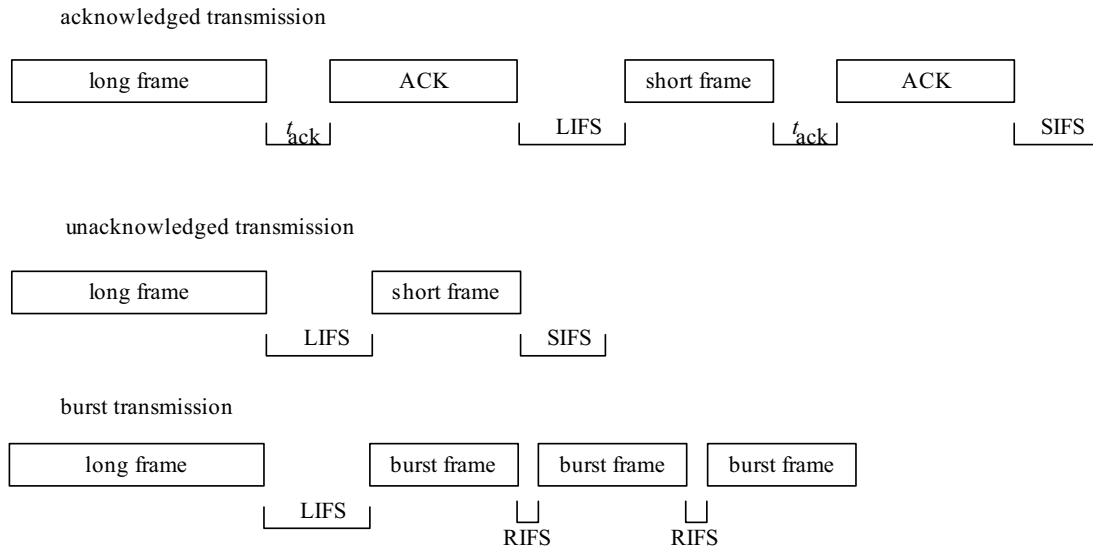 acknowledged transmission
long frame ACK short frame ACK
t_ack LIFS t_ack SIFS
unacknowledged transmission
long frame short frame
LIFS SIFS
burst transmission
long frame burst frame burst frame burst frame
LIFS
RIFS RIFS